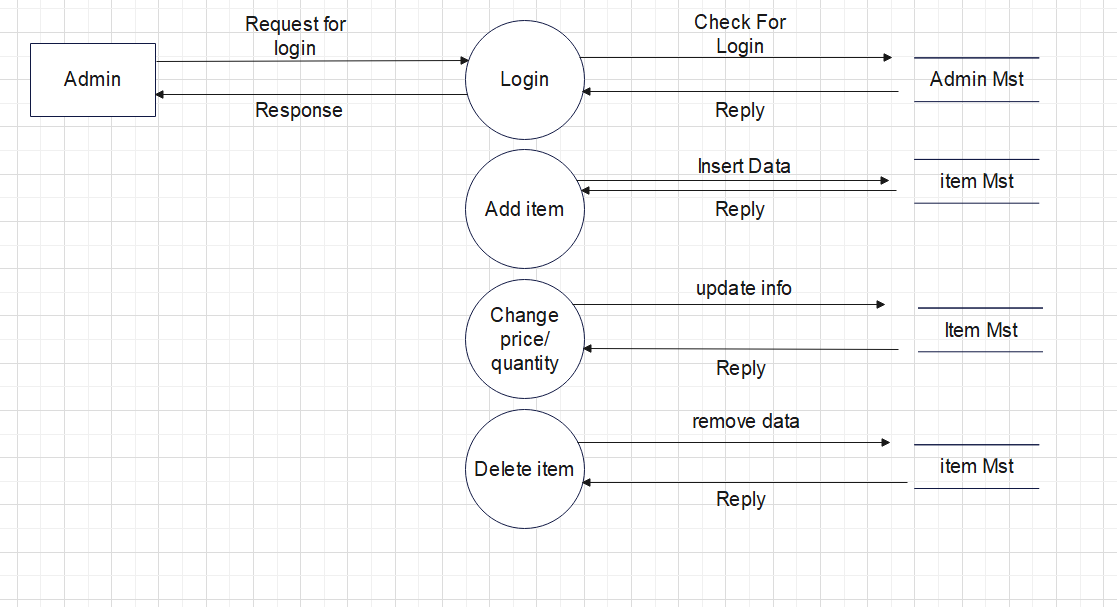 Request for
login
Check For
Login
Admin
Login
Admin Mst
Response
Reply
Insert Data
item Mst
Add item
Reply
update info
Change
price/
quantity
Item Mst
Reply
remove data
Delete item
item Mst
Reply